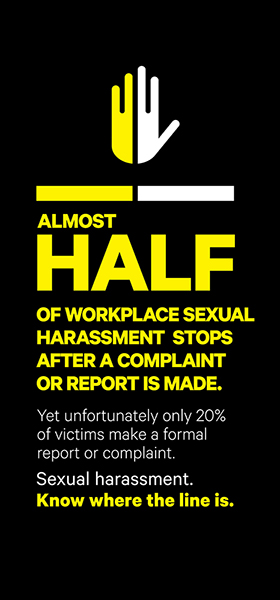 ALMOST
HALF
OF WORKPLACE SEXUAL
HARASSMENT STOPS
AFTER A COMPLAINT
OR REPORT IS MADE.
Yet unfortunately only 20%
of victims make a formal
report or complaint.
Sexual harassment.
Know where the line is.